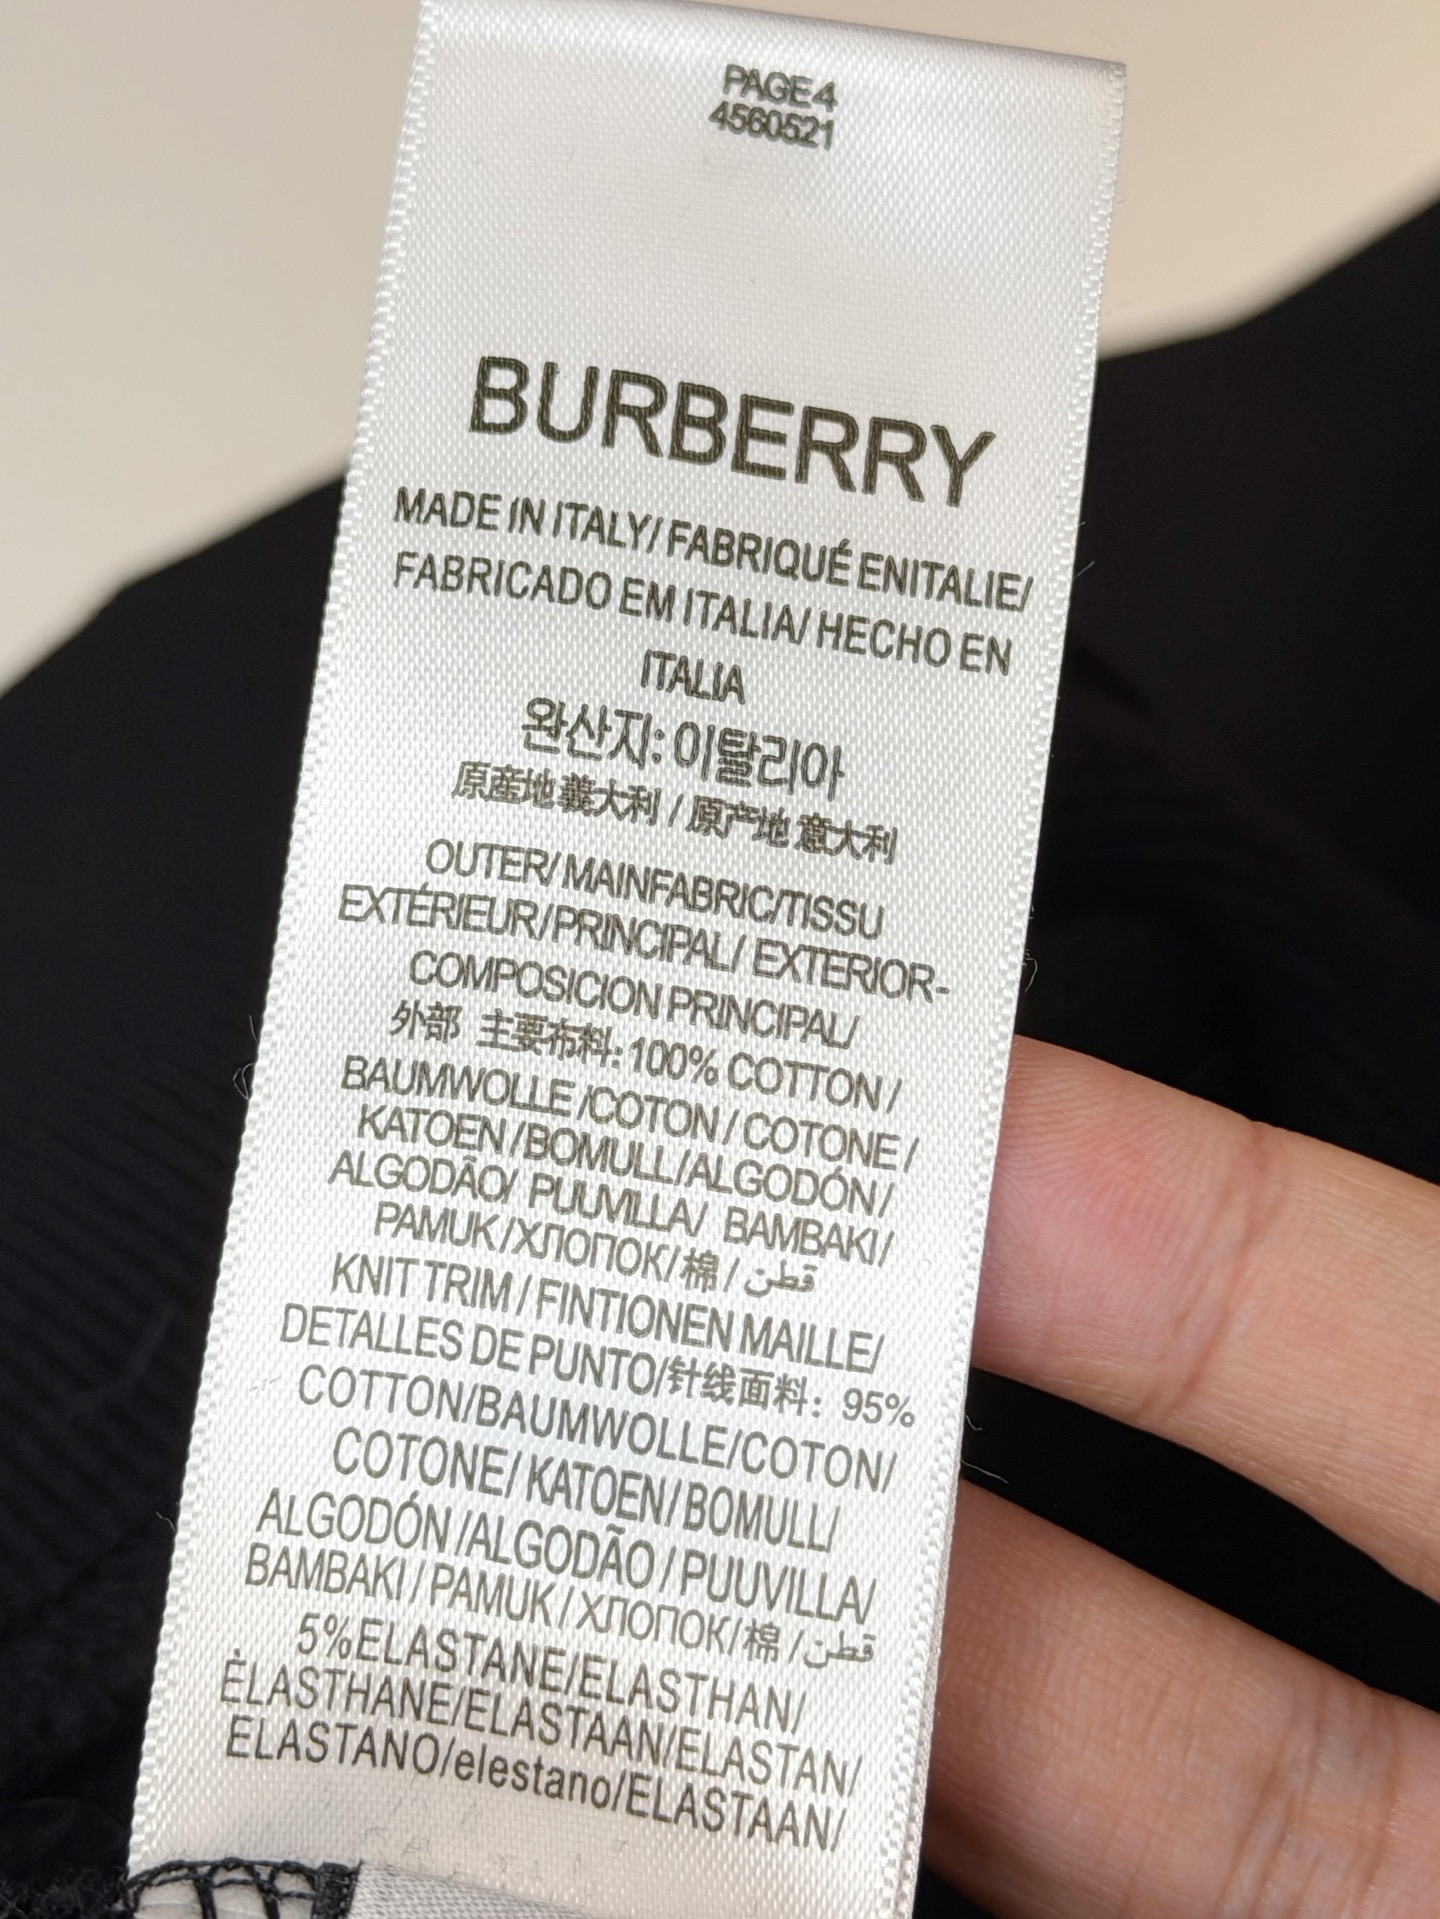 PAGE 4
4560521
BURBERRY
MADE IN ITALY/ FABRIQUÉ ENITALIE/
FABRICADO EM ITALIA/ HECHO EN
ITALIA
완산지: 이탈리아
原産地 義大利 / 原产地 意大利
OUTER/ MAINFABRIC/TISSU
EXTÉRIEUR/PRINCIPAL/ EXTERIOR-
COMPOSICION PRINCIPAL/
外部 主要布料: 100% COTTON /
BAUMWOLLE /COTON / COTONE /
KATOEN /BOMULL/ALGODÓN /
ALGODÃO/ PUUVILLA/ BAMBAKI /
PAMUK /ХЛОПОК/ 棉 / قطن
KNIT TRIM / FINTIONEN MAILLE/
DETALLES DE PUNTO/针线面料: 95%
COTTON/BAUMWOLLE/COTON/
COTONE/ KATOEN/ BOMULL/
ALGODÓN /ALGODÃO / PUUVILLA/
BAMBAKI / PAMUK / ХЛОПОК/ 棉 / قطن
5%ELASTANE/ELASTHAN/
ÈLASTHANE/ELASTAAN/ELASTAN/
ELASTANO/elestano/ELASTAAN/